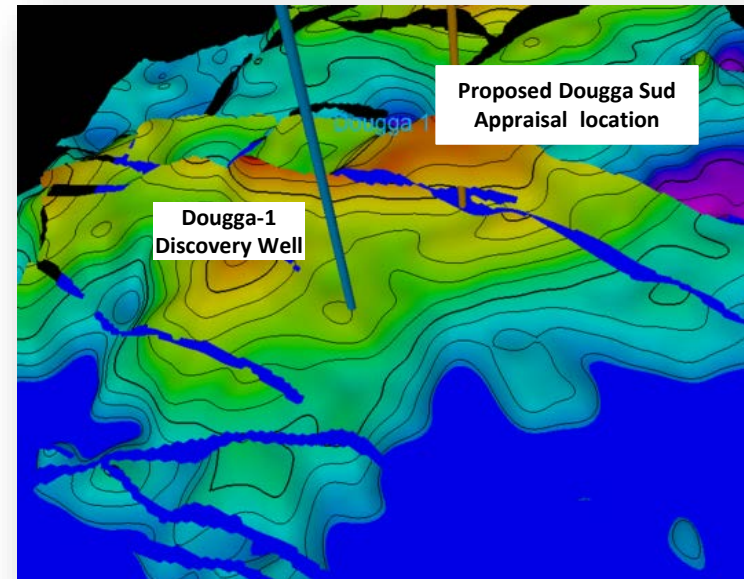 Proposed Dougga Sud
Appraisal location
Dougga 1
Dougga-1
Discovery Well